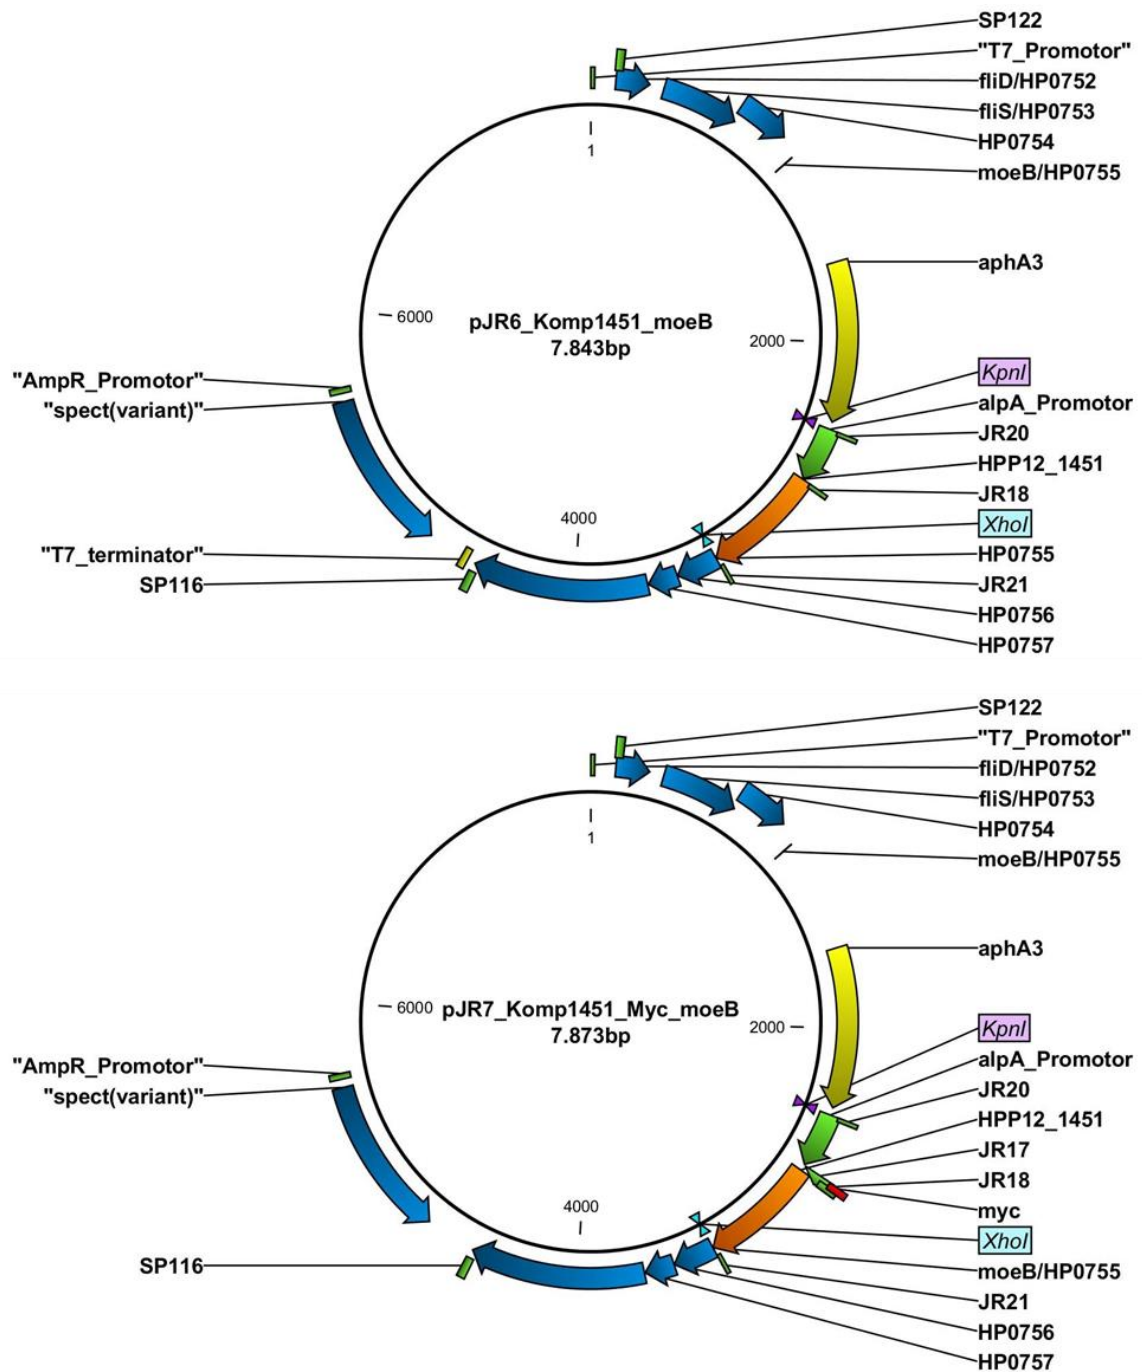 SP122
"T7_Promotor"
fliD/HP0752
fliS/HP0753
HP0754
moeB/HP0755
1
aphA3
6000
pJR6_Komp1451_moeB
7.843bp
2000
"AmpR_Promotor"
"spect(variant)"
KpnI
alpA_Promotor
JR20
HPP12_1451
JR18
XhoI
4000
"T7_terminator"
SP116
HP0755
JR21
HP0756
HP0757
SP122
"T7_Promotor"
fliD/HP0752
fliS/HP0753
HP0754
moeB/HP0755
1
aphA3
6000
pJR7_Komp1451_Myc_moeB
7.873bp
2000
"AmpR_Promotor"
"spect(variant)"
KpnI
alpA_Promotor
JR20
HPP12_1451
JR17
JR18
myc
XhoI
4000
SP116
moeB/HP0755
JR21
HP0756
HP0757